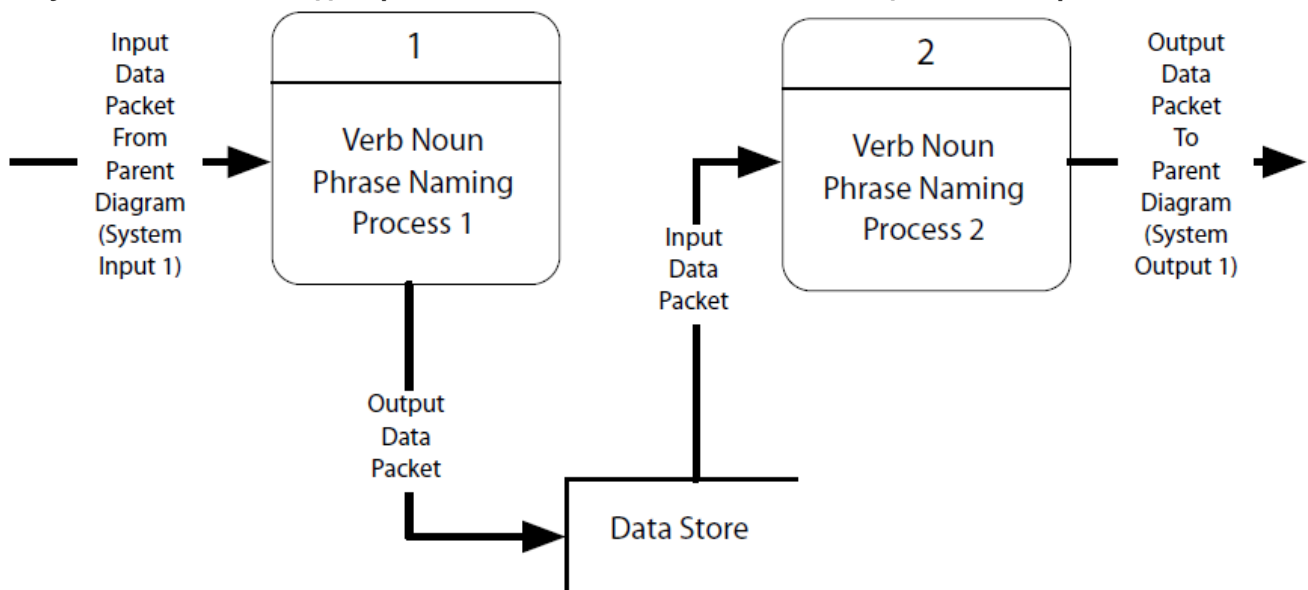 Input
Data
Packet
From
Parent
Diagram
(System
Input 1)
1
Verb Noun
Phrase Naming
Process 1
Output
Data
Packet
Data Store
Input
Data
Packet
2
Verb Noun
Phrase Naming
Process 2
Output
Data
Packet
To
Parent
Diagram
(System
Output 1)